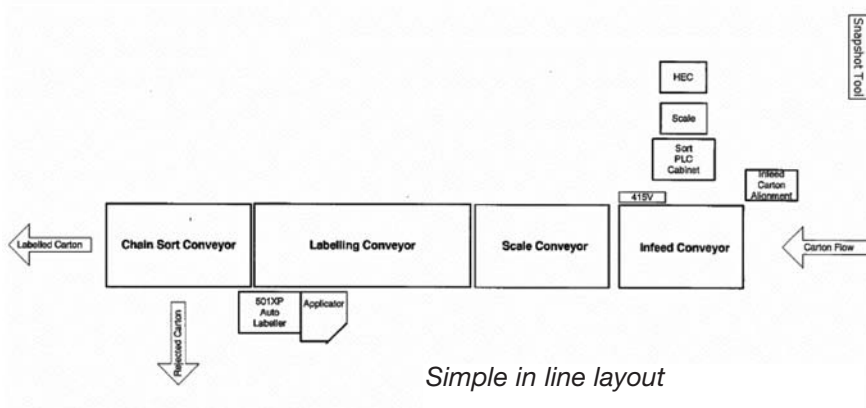 Snapshot Tool
HEC
Scale
Sort
PLC
Cabinet
Infeed
Carton
Alignment
415V
Labelled Carton
Chain Sort Conveyor
Labelling Conveyor
Scale Conveyor
Infeed Conveyor
Carton Flow
501XP
Auto
Labeller
Applicator
Rejected Carton
Simple in line layout